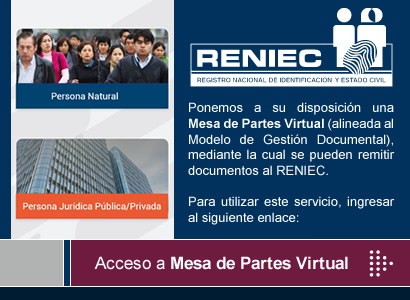 Persona Natural
Persona Jurídica Pública/Privada
RENIEC
REGISTRO NACIONAL DE IDENTIFICACIÓN Y ESTADO CIVIL
Ponemos a su disposición una
Mesa de Partes Virtual (alineada al
Modelo de Gestión Documental),
mediante la cual se pueden remitir
documentos al RENIEC.
Para utilizar este servicio, ingresar
al siguiente enlace:
Acceso a Mesa de Partes Virtual